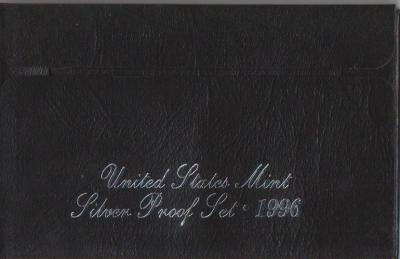 United States Mint
Silver Proof Set • 1996